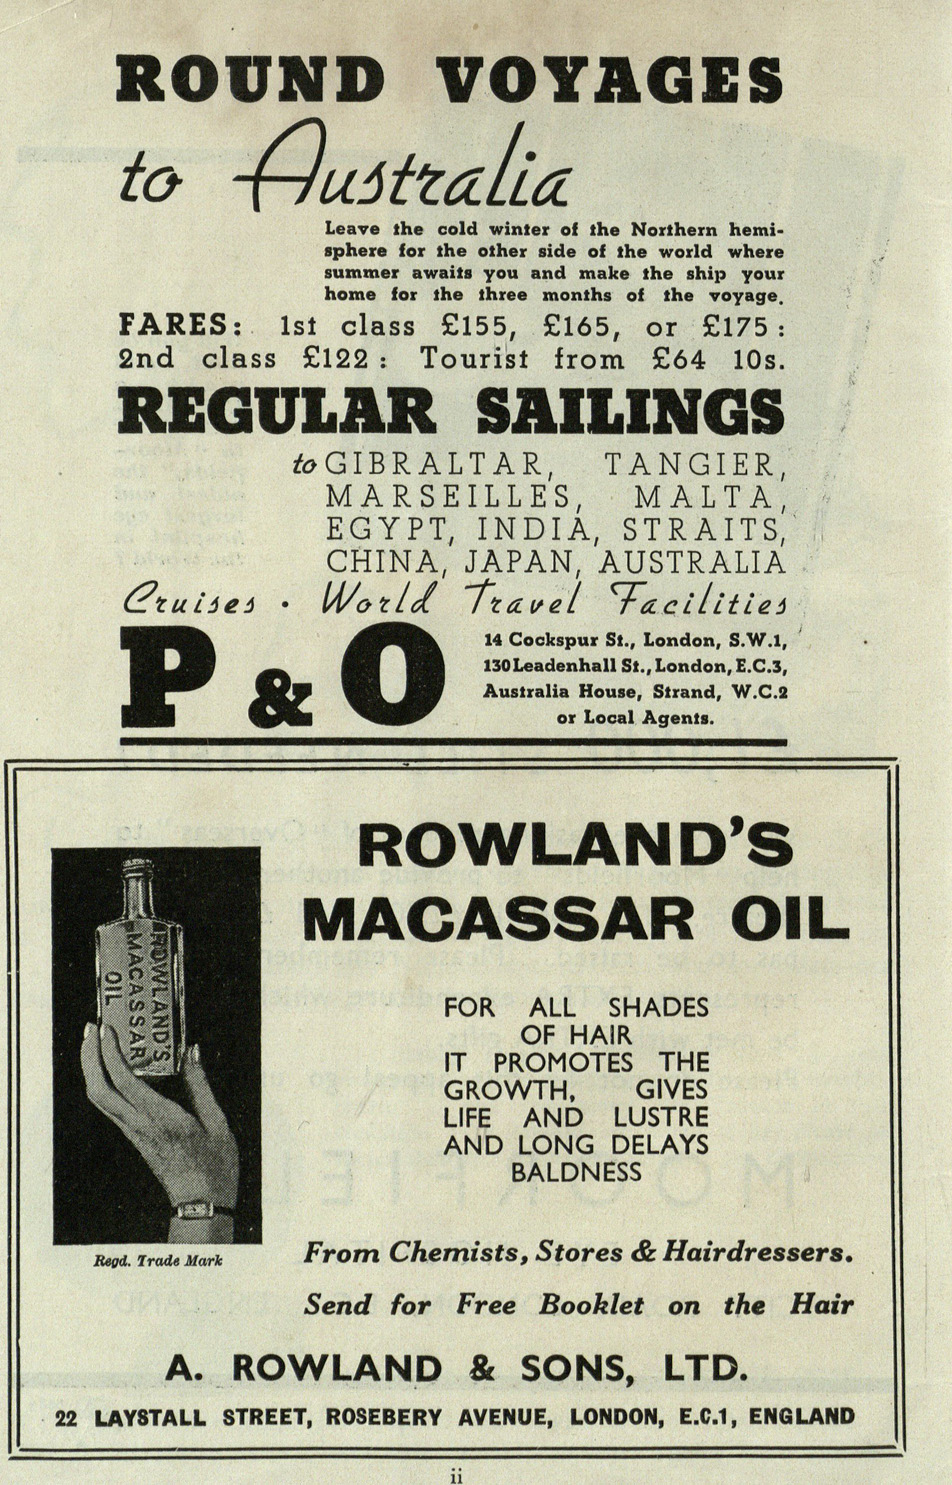 ROUND VOYAGES
to Australia
Leave the cold winter of the Northern hemi-
sphere for the other side of the world where
summer awaits you and make the ship your
home for the three months of the voyage.
FARES: 1st class £155, £165, or £175:
2nd class £122: Tourist from £64 10s.
REGULAR SAILINGS
to GIBRALTAR, TANGIER,
MARSEILLES, MALTA,
EGYPT, INDIA, STRAITS,
CHINA, JAPAN, AUSTRALIA
Cruises · World Travel Facilities
P & O
14 Cockspur St., London, S.W.1,
130 Leadenhall St., London, E.C.3,
Australia House, Strand, W.C.2
or Local Agents.
ROWLAND'S
MACASSAR OIL
ROWLAND'S
MACASSAR
OIL
FOR ALL SHADES
OF HAIR
IT PROMOTES THE
GROWTH, GIVES
LIFE AND LUSTRE
AND LONG DELAYS
BALDNESS
Regd. Trade Mark
From Chemists, Stores & Hairdressers.
Send for Free Booklet on the Hair
A. ROWLAND & SONS, LTD.
22 LAYSTALL STREET, ROSEBERY AVENUE, LONDON, E.C.1, ENGLAND
ii